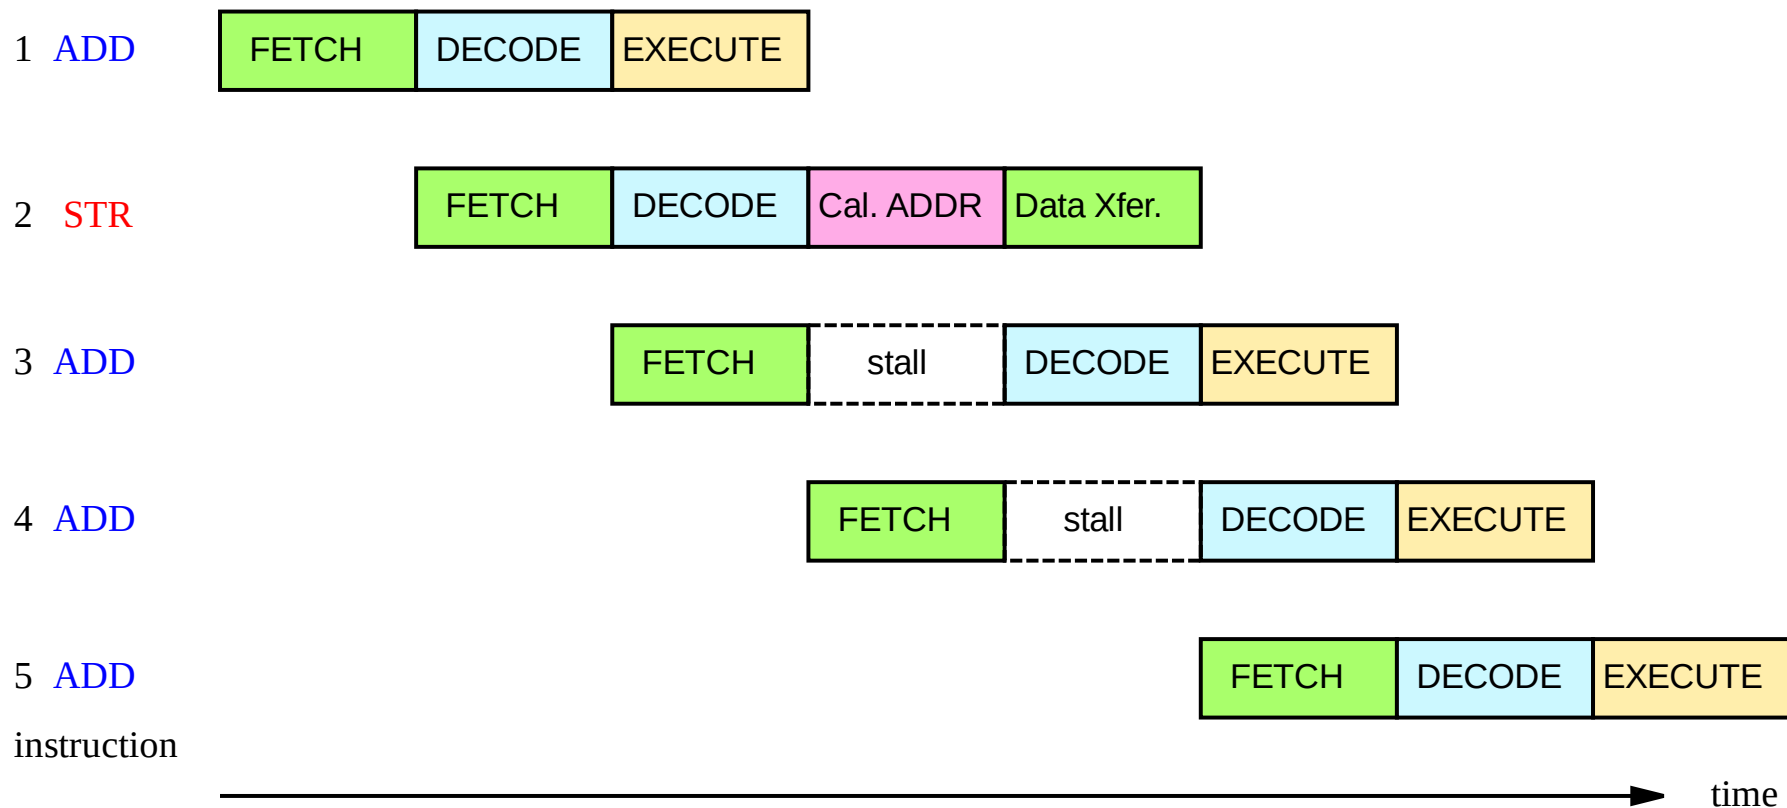 1 ADD FETCH DECODE EXECUTE
2 STR FETCH DECODE Cal. ADDR Data Xfer.
3 ADD FETCH stall DECODE EXECUTE
4 ADD FETCH stall DECODE EXECUTE
5 ADD FETCH DECODE EXECUTE
instruction
time